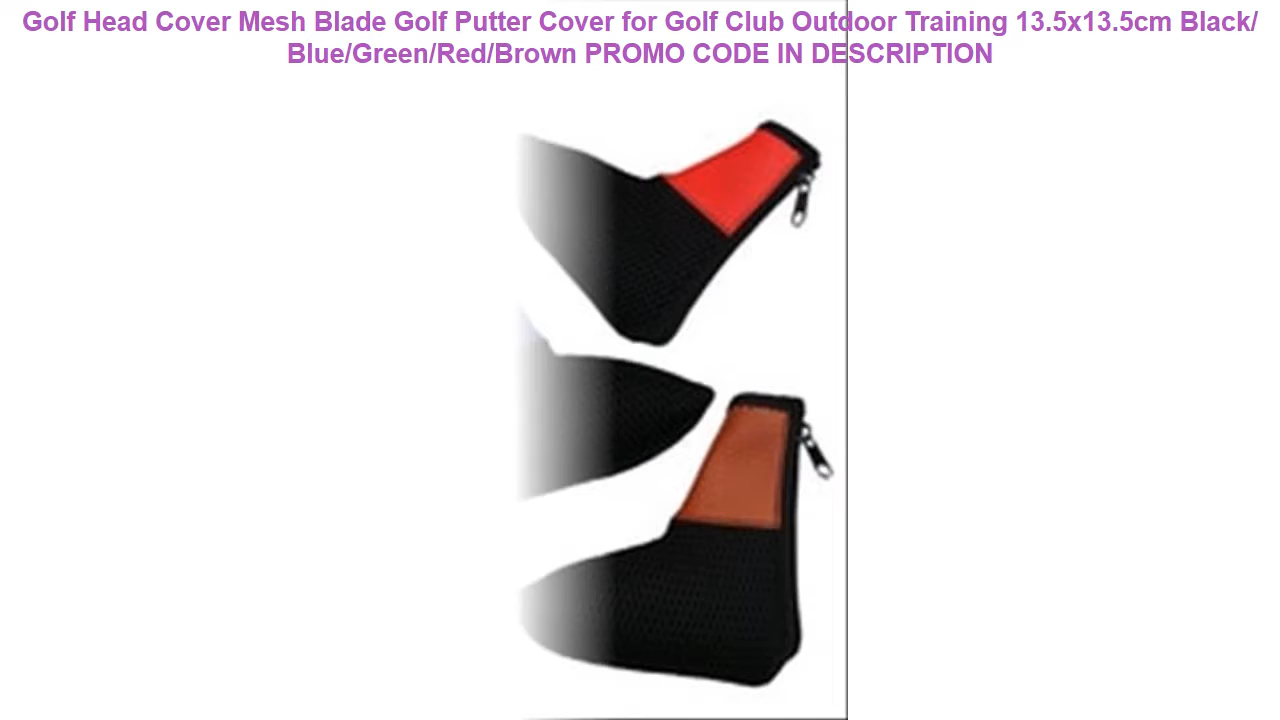 Golf Head Cover Mesh Blade Golf Putter Cover for Golf Club Outdoor Training 13.5x13.5cm Black/
Blue/Green/Red/Brown PROMO CODE IN DESCRIPTION